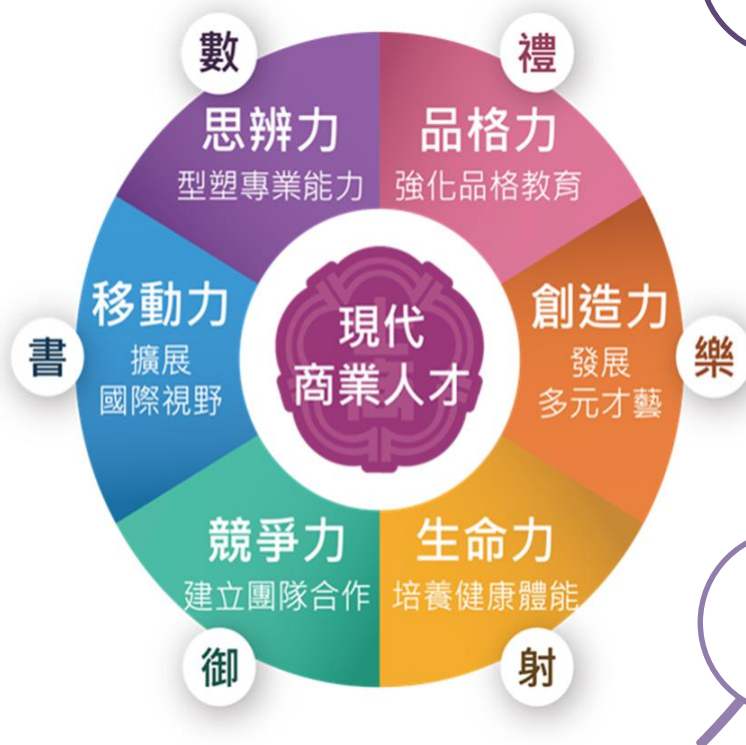 數
禮
思辨力
型塑專業能力
品格力
強化品格教育
移動力
擴展
國際視野
書
現代
商業人才
創造力
發展
多元才藝
樂
競爭力
建立團隊合作
生命力
培養健康體能
御
射